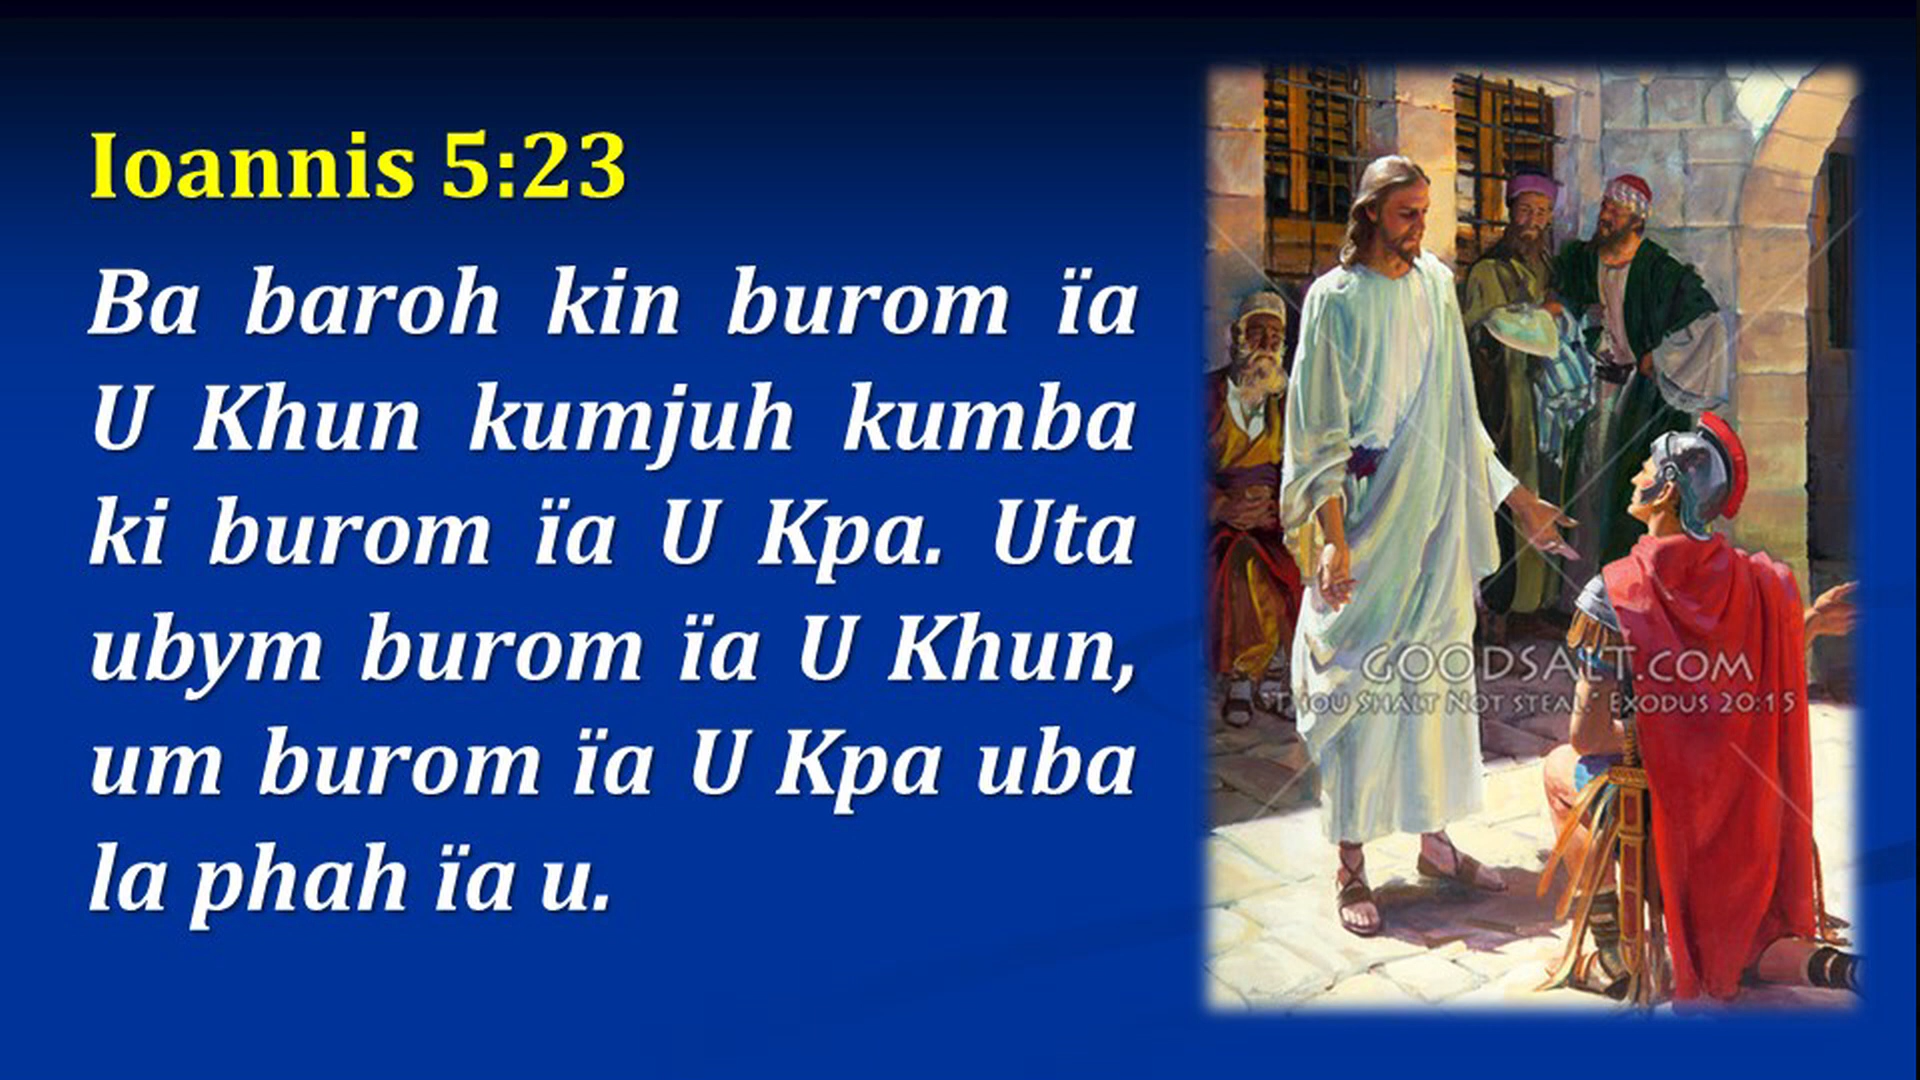 Ioannis 5:23
Ba baroh kin burom ïa
U Khun kumjuh kumba
ki burom ïa U Kpa. Uta
ubym burom ïa U Khun,
um burom ïa U Kpa uba
la phah ïa u.
GOODSALT.COM
"THOU SHALT NOT STEAL" EXODUS 20:15